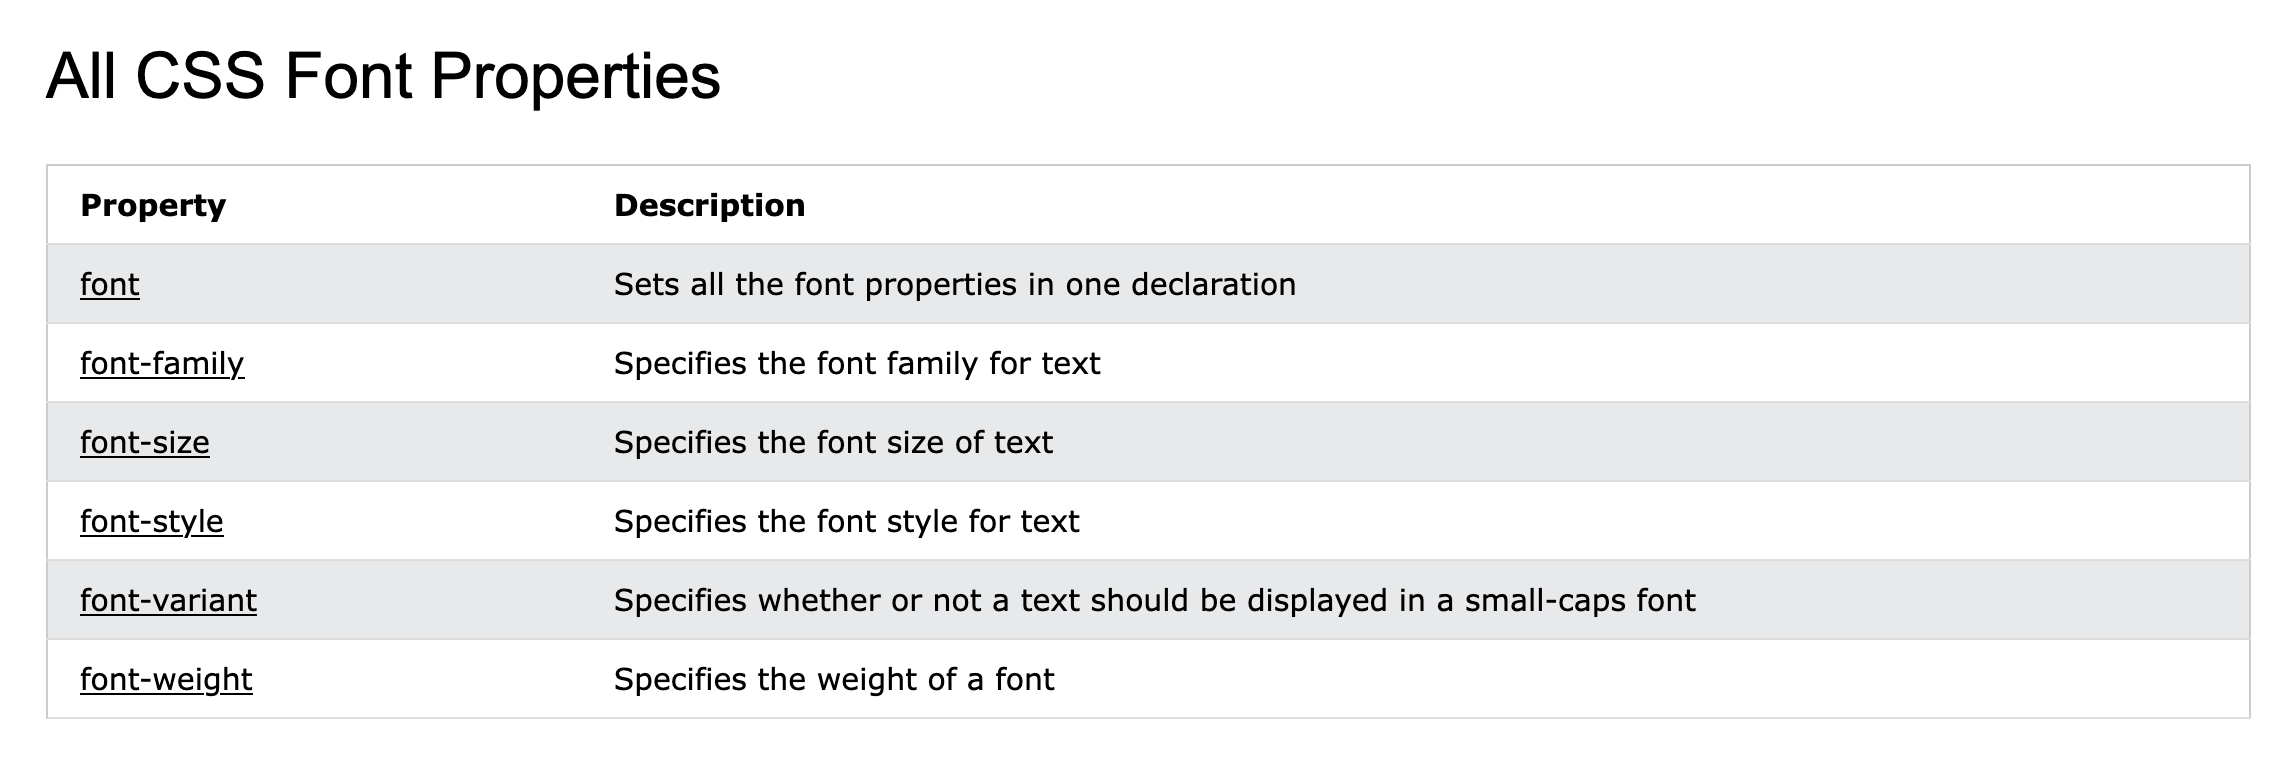 All CSS Font Properties
Property Description
font Sets all the font properties in one declaration
font-family Specifies the font family for text
font-size Specifies the font size of text
font-style Specifies the font style for text
font-variant Specifies whether or not a text should be displayed in a small-caps font
font-weight Specifies the weight of a font